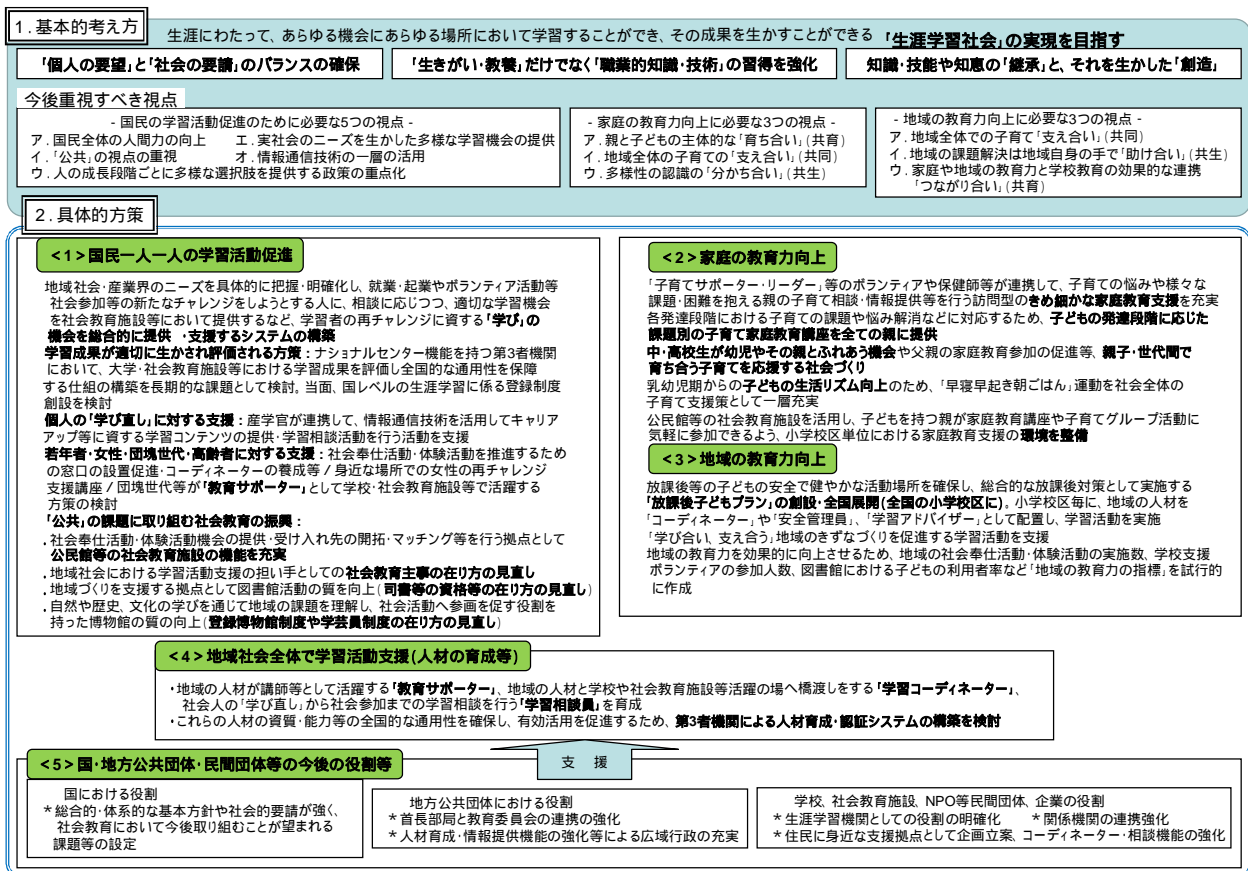 1.基本的考え方
生涯にわたって、あらゆる機会にあらゆる場所において学習することができ、その成果を生かすことができる「生涯学習社会」の実現を目指す
「個人の要望」と「社会の要請」のバランスの確保
「生きがい・教養」だけでなく「職業的知識・技術」の習得を強化
知識・技能や知恵の「継承」と、それを生かした「創造」
今後重視すべき視点
- 国民の学習活動促進のために必要な5つの視点 -
ア.国民全体の人間力の向上 エ.実社会のニーズを生かした多様な学習機会の提供
イ.「公共」の視点の重視 オ.情報通信技術の一層の活用
ウ.人の成長段階ごとに多様な選択肢を提供する政策の重点化
- 家庭の教育力向上に必要な3つの視点 -
ア.親と子どもの主体的な「育ち合い」(共育)
イ.地域全体の子育ての「支え合い」(共同)
ウ.多様性の認識の「分かち合い」(共生)
- 地域の教育力向上に必要な3つの視点 -
ア.地域全体での子育て「支え合い」(共同)
イ.地域の課題解決は地域自身の手で「助け合い」(共生)
ウ.家庭や地域の教育力と学校教育の効果的な連携
「つながり合い」(共育)
2.具体的方策
<1>国民一人一人の学習活動促進
地域社会・産業界のニーズを具体的に把握・明確化し、就業・起業やボランティア活動等
社会参加等の新たなチャレンジをしようとする人に、相談に応じつつ、適切な学習機会
を社会教育施設等において提供するなど、学習者の再チャレンジに資する「学び」の
機会を総合的に提供・支援するシステムの構築
学習成果が適切に生かされ評価される方策:ナショナルセンター機能を持つ第3者機関
において、大学・社会教育施設等における学習成果を評価し全国的な通用性を保障
する仕組の構築を長期的な課題として検討。当面、国レベルの生涯学習に係る登録制度
創設を検討
個人の「学び直し」に対する支援:産学官が連携して、情報通信技術を活用してキャリア
アップ等に資する学習コンテンツの提供・学習相談活動を行う活動を支援
若年者・女性・団塊世代・高齢者に対する支援:社会奉仕活動・体験活動を推進するため
の窓口の設置促進・コーディネーターの養成等/身近な場所での女性の再チャレンジ
支援講座/団塊世代等が「教育サポーター」として学校・社会教育施設等で活躍する
方策の検討
「公共」の課題に取り組む社会教育の振興:
.社会奉仕活動・体験活動機会の提供・受け入れ先の開拓・マッチング等を行う拠点として
公民館等の社会教育施設の機能を充実
.地域社会における学習活動支援の担い手としての社会教育主事の在り方の見直し
.地域づくりを支援する拠点として図書館活動の質を向上(司書等の資格等の在り方の見直し)
.自然や歴史、文化の学びを通じて地域の課題を理解し、社会活動へ参画を促す役割を
持った博物館の質の向上(登録博物館制度や学芸員制度の在り方の見直し)
<2>家庭の教育力向上
「子育てサポーター・リーダー」等のボランティアや保健師等が連携して、子育ての悩みや様々な
課題・困難を抱える親の子育て相談・情報提供等を行う訪問型のきめ細かな家庭教育支援を充実
各発達段階における子育ての課題や悩み解消などに対応するため、子どもの発達段階に応じた
課題別の子育て家庭教育講座を全ての親に提供
中・高校生が幼児やその親とふれあう機会や父親の家庭教育参加の促進等、親子・世代間で
育ち合う子育てを応援する社会づくり
乳幼児期からの子どもの生活リズム向上のため、「早寝早起き朝ごはん」運動を社会全体の
子育て支援策として一層充実
公民館等の社会教育施設を活用し、子どもを持つ親が家庭教育講座や子育てグループ活動に
気軽に参加できるよう、小学校区単位における家庭教育支援の環境を整備
<3>地域の教育力向上
放課後等の子どもの安全で健やかな活動場所を確保し、総合的な放課後対策として実施する
「放課後子どもプラン」の創設・全国展開(全国の小学校区に)。小学校区毎に、地域の人材を
「コーディネーター」や「安全管理員」、「学習アドバイザー」として配置し、学習活動を実施
「学び合い、支え合う」地域のきずなづくりを促進する学習活動を支援
地域の教育力を効果的に向上させるため、地域の社会奉仕活動・体験活動の実施数、学校支援
ボランティアの参加人数、図書館における子どもの利用者率など「地域の教育力の指標」を試行的
に作成
<4>地域社会全体で学習活動支援(人材の育成等)
・地域の人材が講師等として活躍する「教育サポーター」、地域の人材と学校や社会教育施設等活躍の場へ橋渡しをする「学習コーディネーター」、
社会人の「学び直し」から社会参加までの学習相談を行う「学習相談員」を育成
・これらの人材の資質・能力等の全国的な通用性を確保し、有効活用を促進するため、第3者機関による人材育成・認証システムの構築を検討
支 援
<5>国・地方公共団体・民間団体等の今後の役割等
国における役割
*総合的・体系的な基本方針や社会的要請が強く、
社会教育において今後取り組むことが望まれる
課題等の設定
地方公共団体における役割
*首長部局と教育委員会の連携の強化
*人材育成・情報提供機能の強化等による広域行政の充実
学校、社会教育施設、NPO等民間団体、企業の役割
*生涯学習機関としての役割の明確化 *関係機関の連携強化
*住民に身近な支援拠点として企画立案、コーディネーター・相談機能の強化